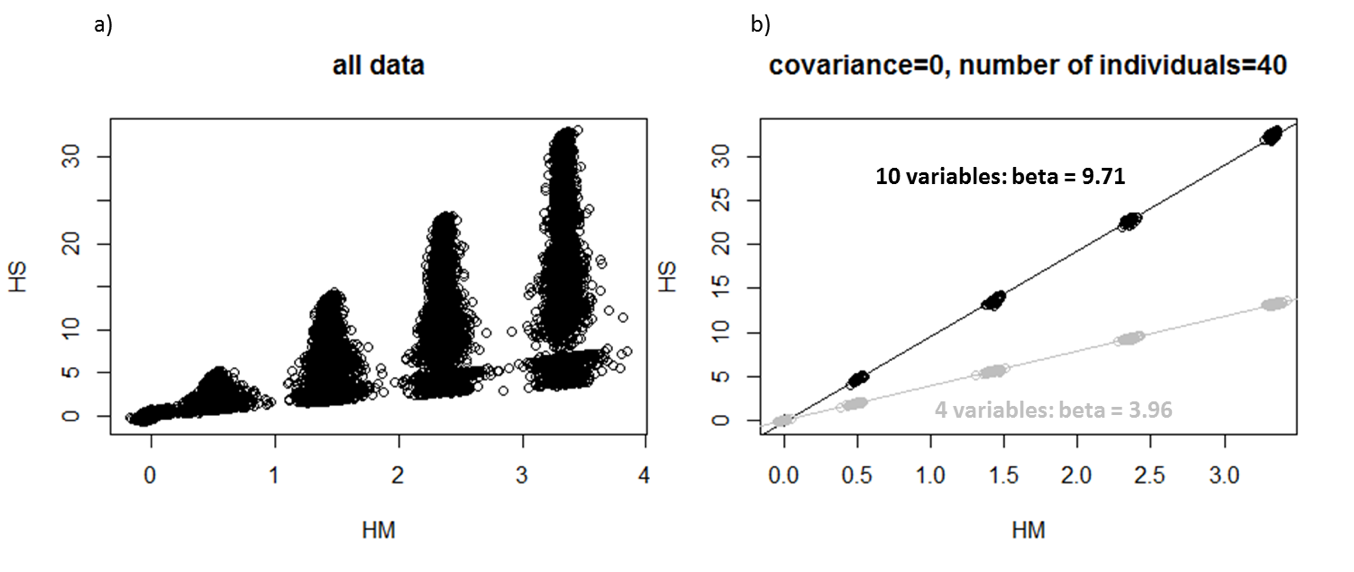 a)
all data
HS
30
20
10
5
0
0
1
2
3
4
HM
b)
covariance=0, number of individuals=40
HS
30
25
20
15
10
5
0
10 variables: beta = 9.71
4 variables: beta = 3.96
0.0
0.5
1.0
1.5
2.0
2.5
3.0
HM